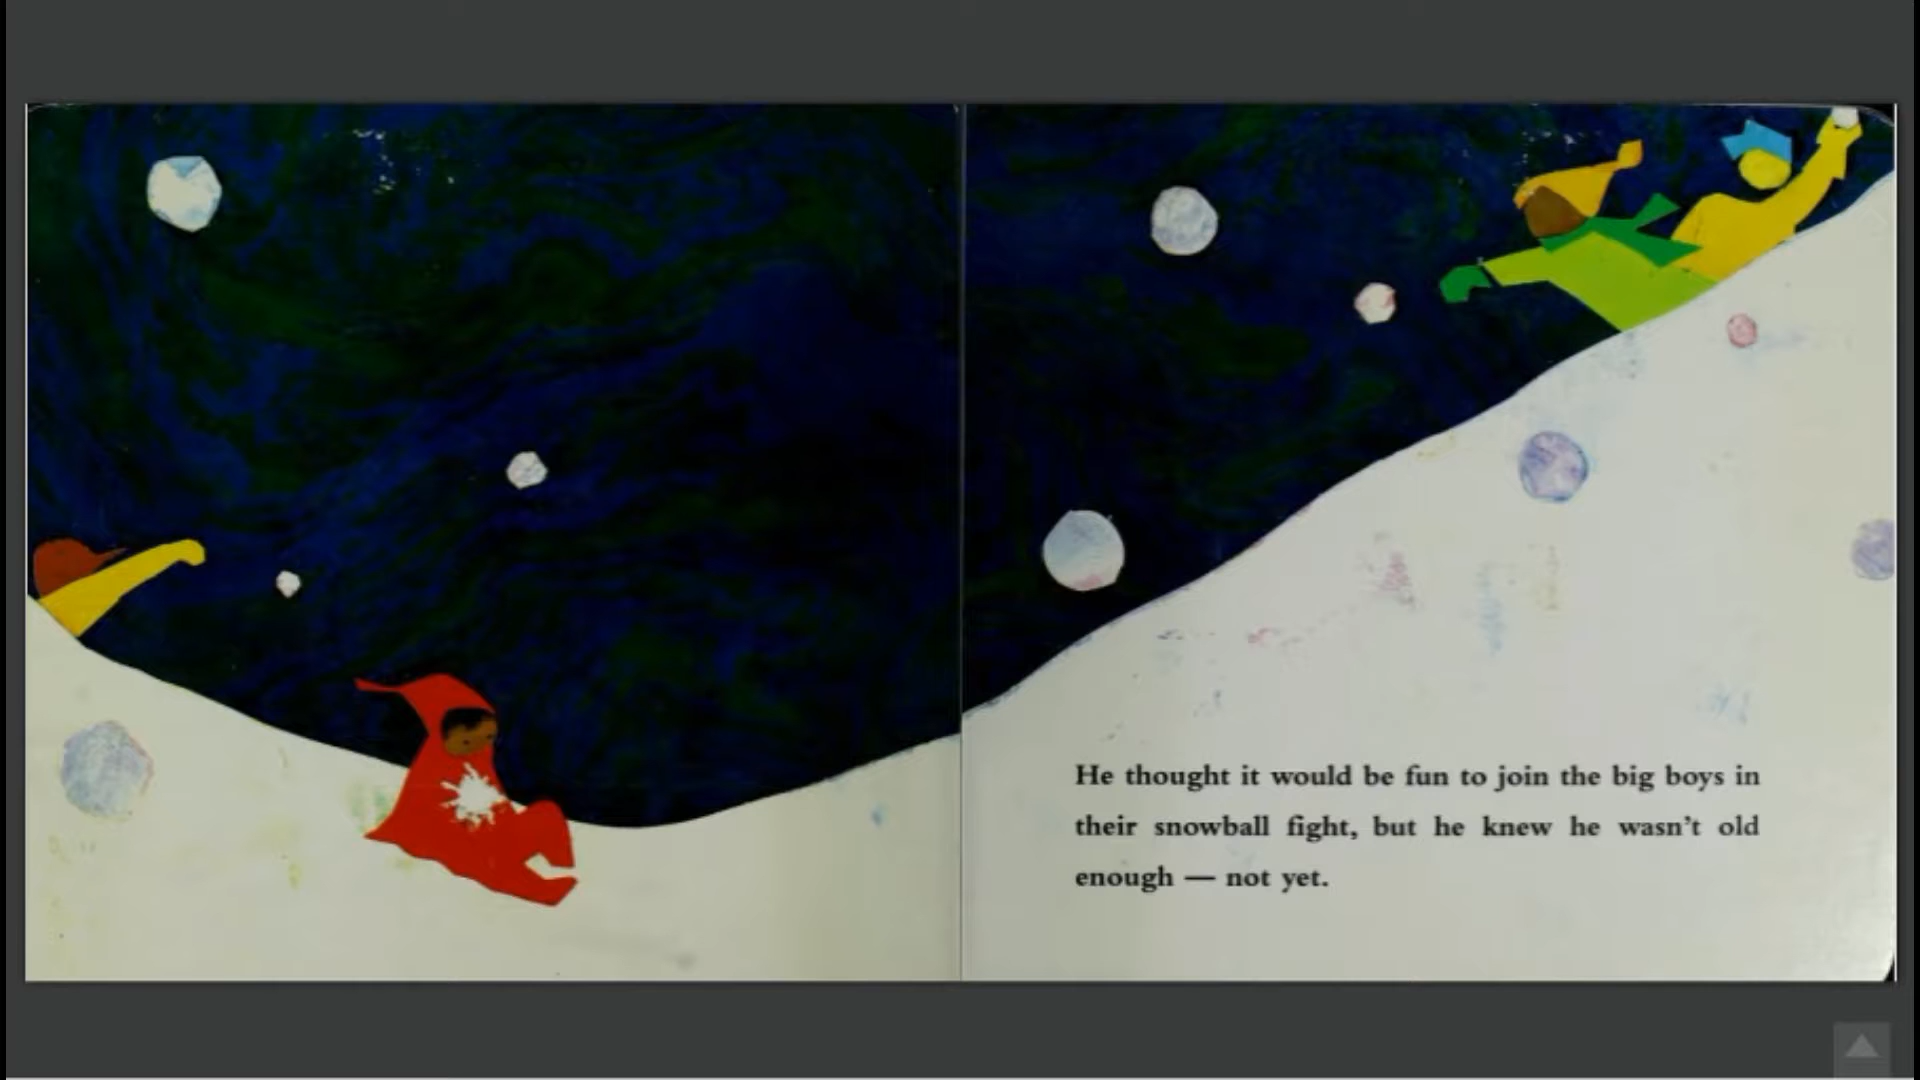 He thought it would be fun to join the big boys in
their snowball fight, but he knew he wasn't old
enough — not yet.